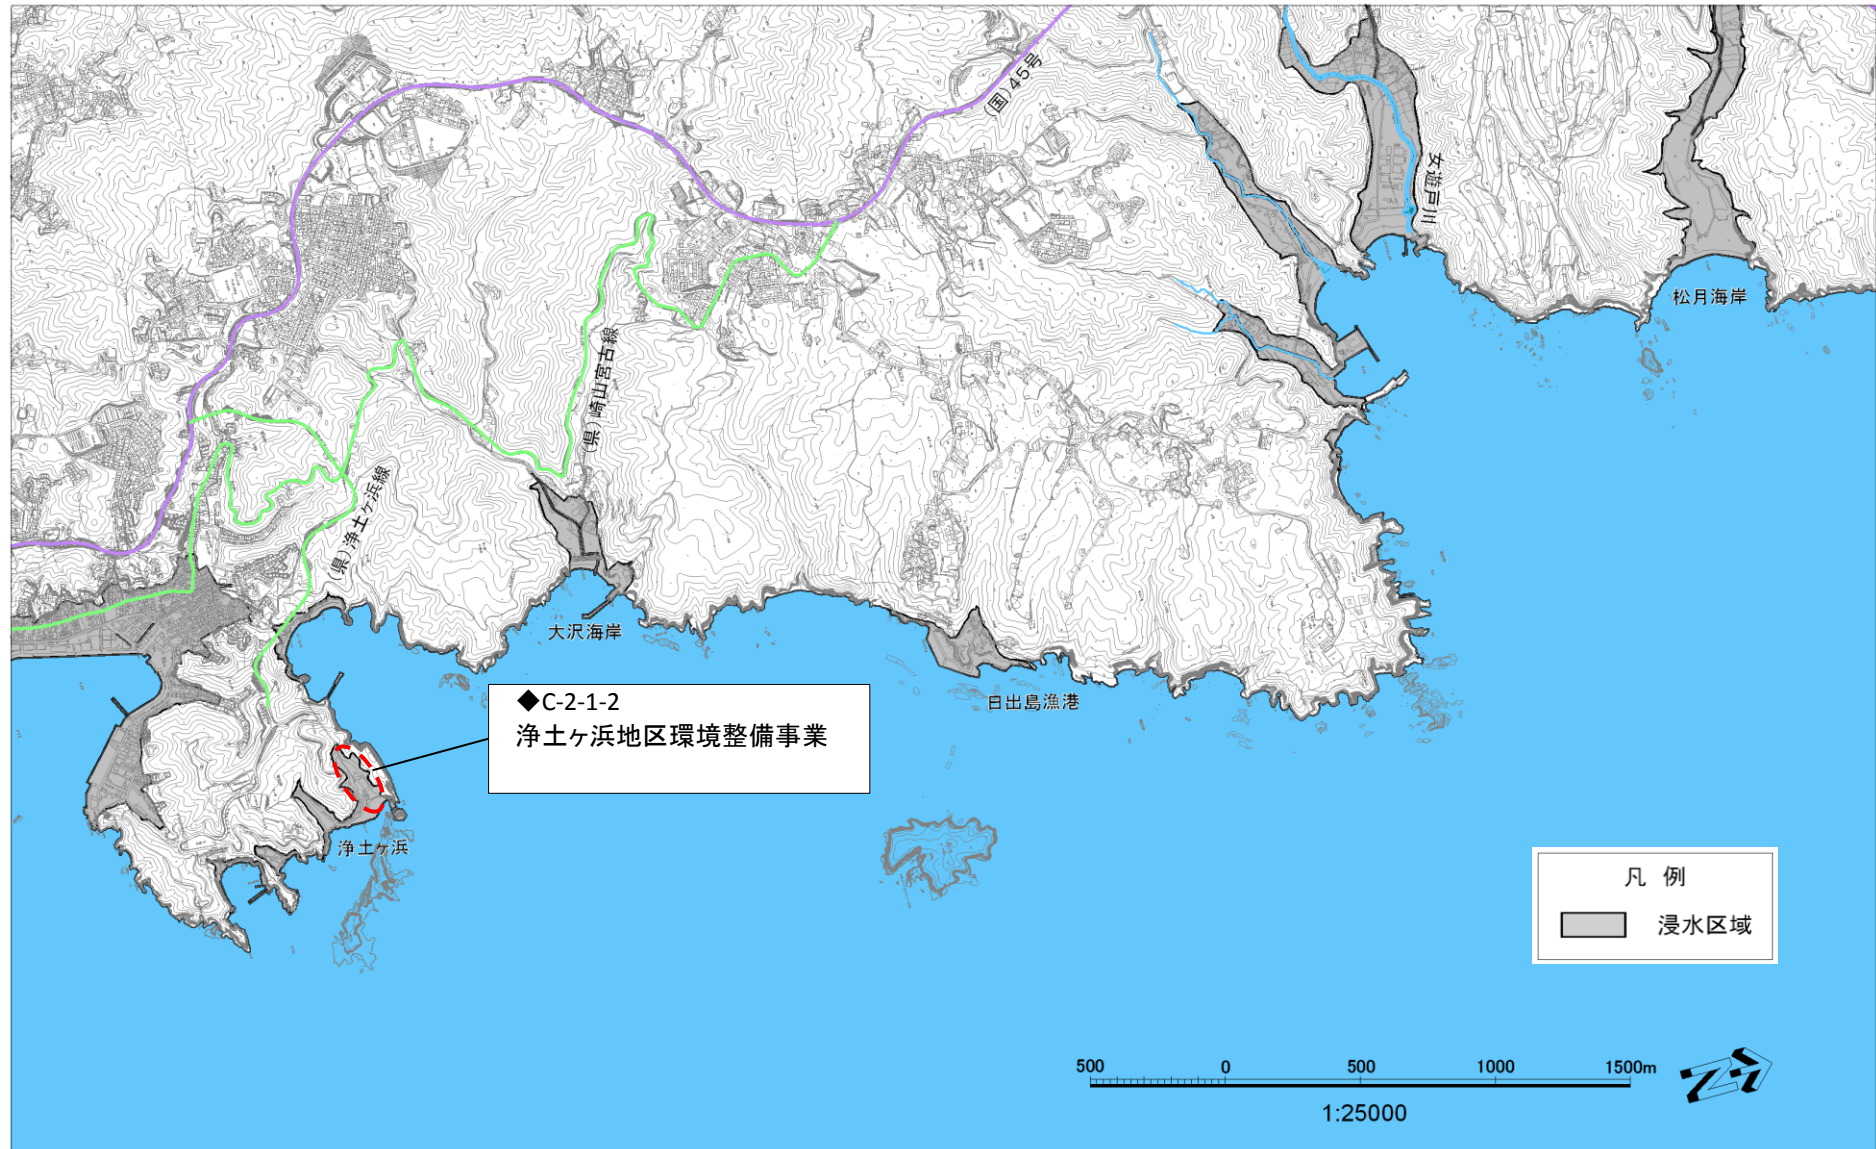 (国)45号
女遊戸川
松月海岸
(県)崎山宮古線
(県)浄土ヶ浜線
大沢海岸
日出島漁港
◆C-2-1-2
浄土ヶ浜地区環境整備事業
浄土ヶ浜
凡 例
浸水区域
500 0 500 1000 1500m
1:25000